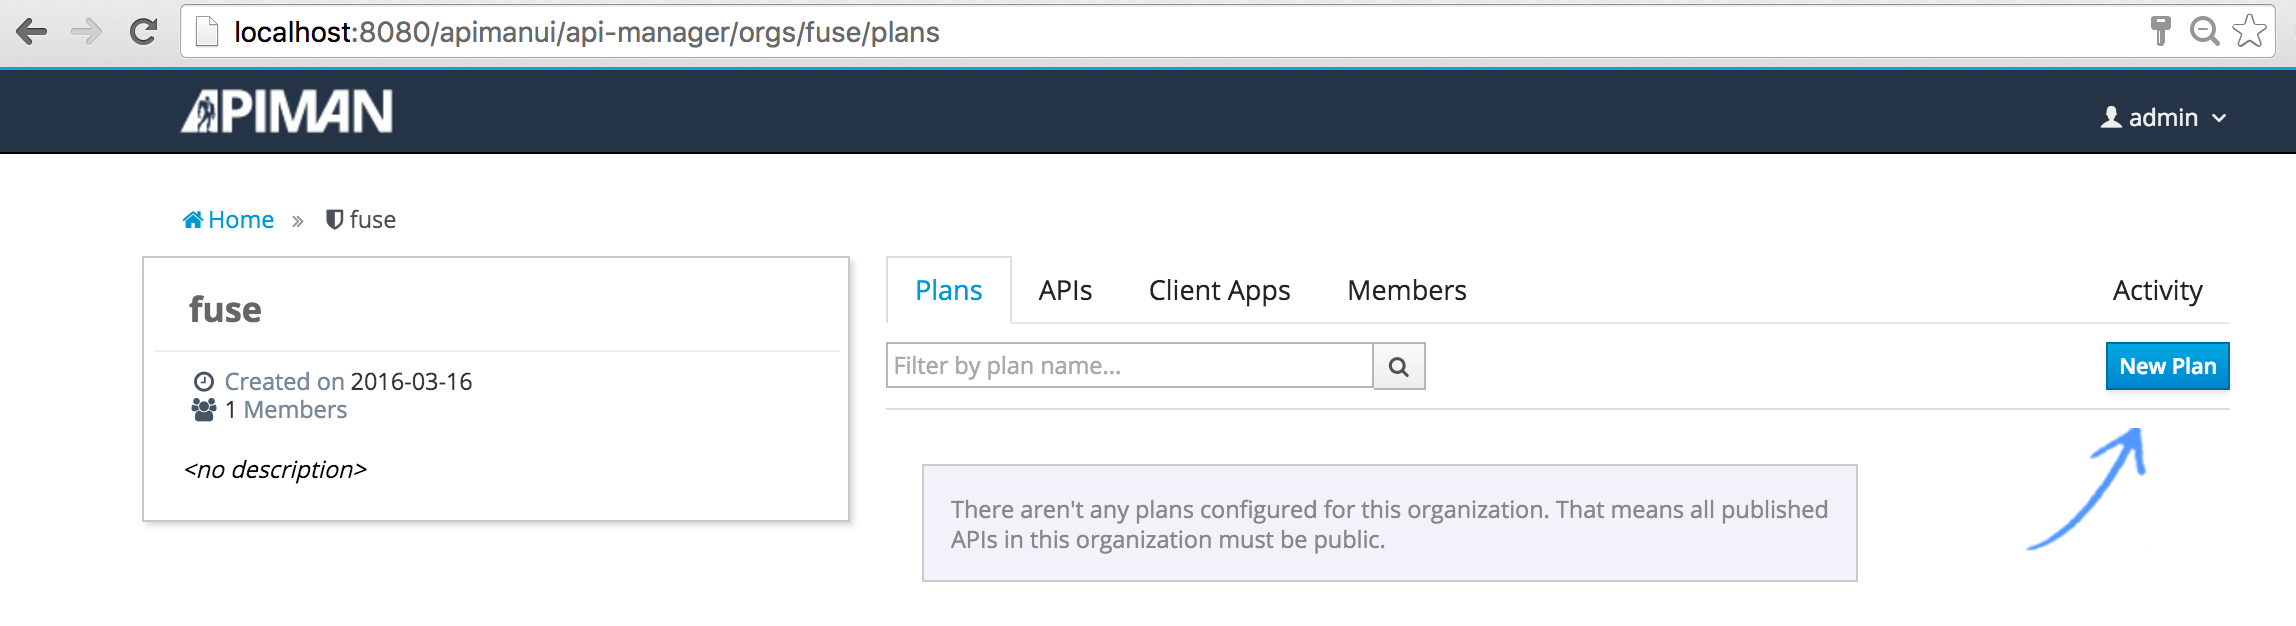 localhost:8080/apimanui/api-manager/orgs/fuse/plans
APIMAN
admin
Home » fuse
fuse
Created on 2016-03-16
1 Members
<no description>
Plans APIs Client Apps Members Activity
Filter by plan name...
New Plan
There aren't any plans configured for this organization. That means all published
APIs in this organization must be public.